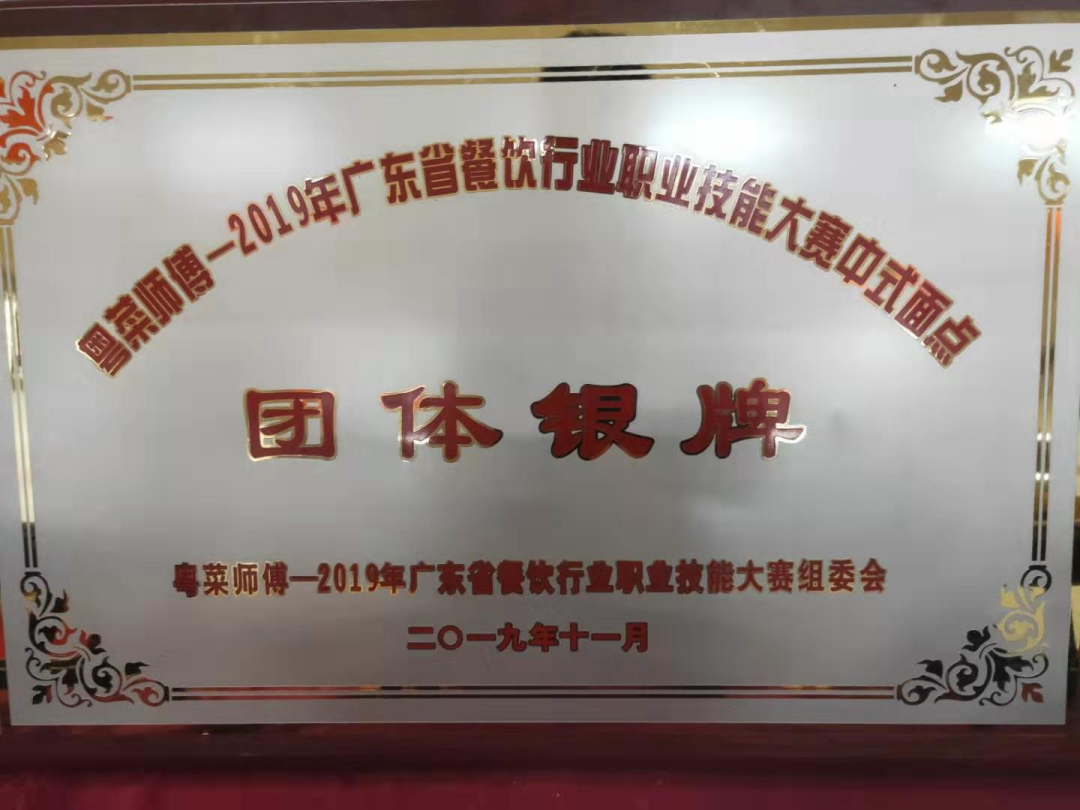 粤菜师傅—2019年广东省餐饮行业职业技能大赛中式面点
团体银牌
粤菜师傅—2019年广东省餐饮行业职业技能大赛组委会
二〇一九年十一月